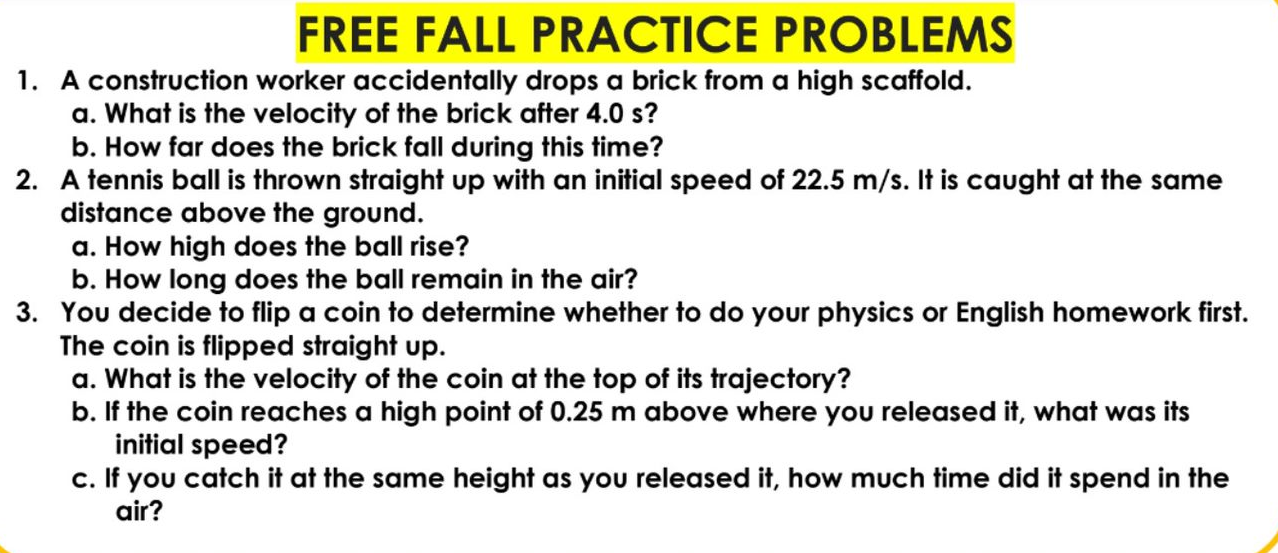 FREE FALL PRACTICE PROBLEMS
1. A construction worker accidentally drops a brick from a high scaffold.
a. What is the velocity of the brick after 4.0 s?
b. How far does the brick fall during this time?
2. A tennis ball is thrown straight up with an initial speed of 22.5 m/s. It is caught at the same
distance above the ground.
a. How high does the ball rise?
b. How long does the ball remain in the air?
3. You decide to flip a coin to determine whether to do your physics or English homework first.
The coin is flipped straight up.
a. What is the velocity of the coin at the top of its trajectory?
b. If the coin reaches a high point of 0.25 m above where you released it, what was its
initial speed?
c. If you catch it at the same height as you released it, how much time did it spend in the
air?